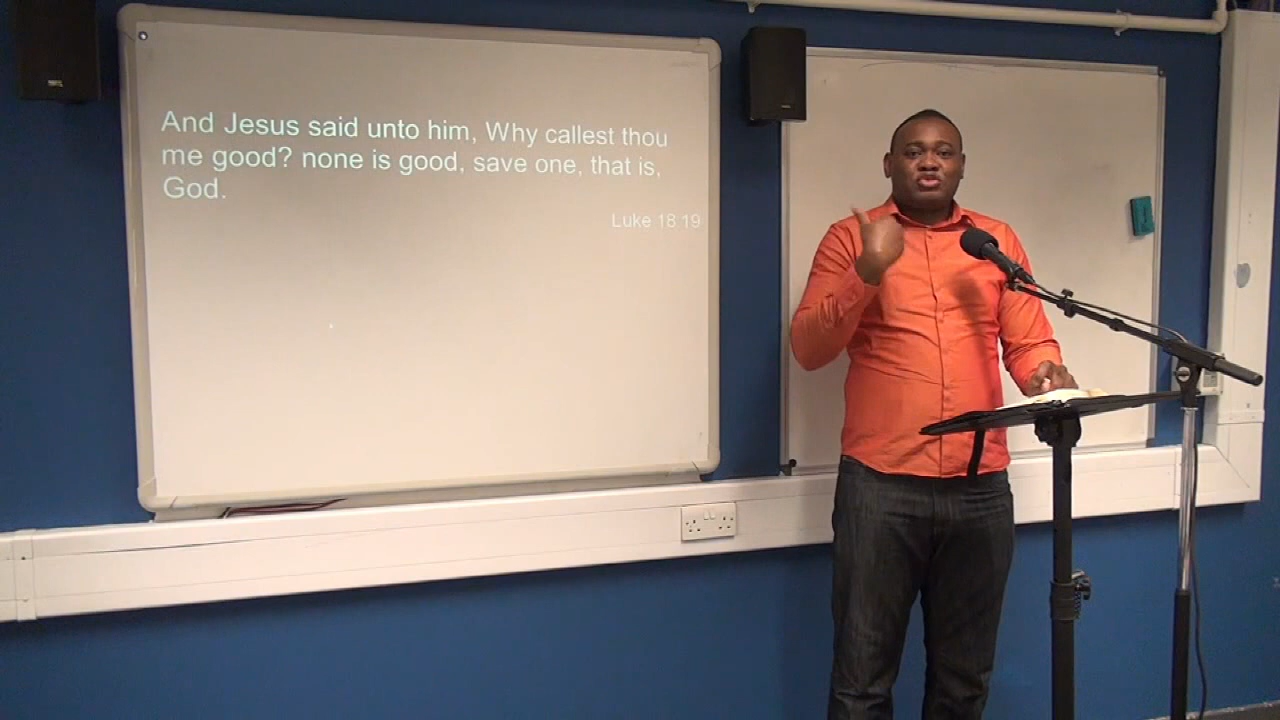 And Jesus said unto him, Why callest thou
me good? none is good, save one, that is,
God.
Luke 18:19